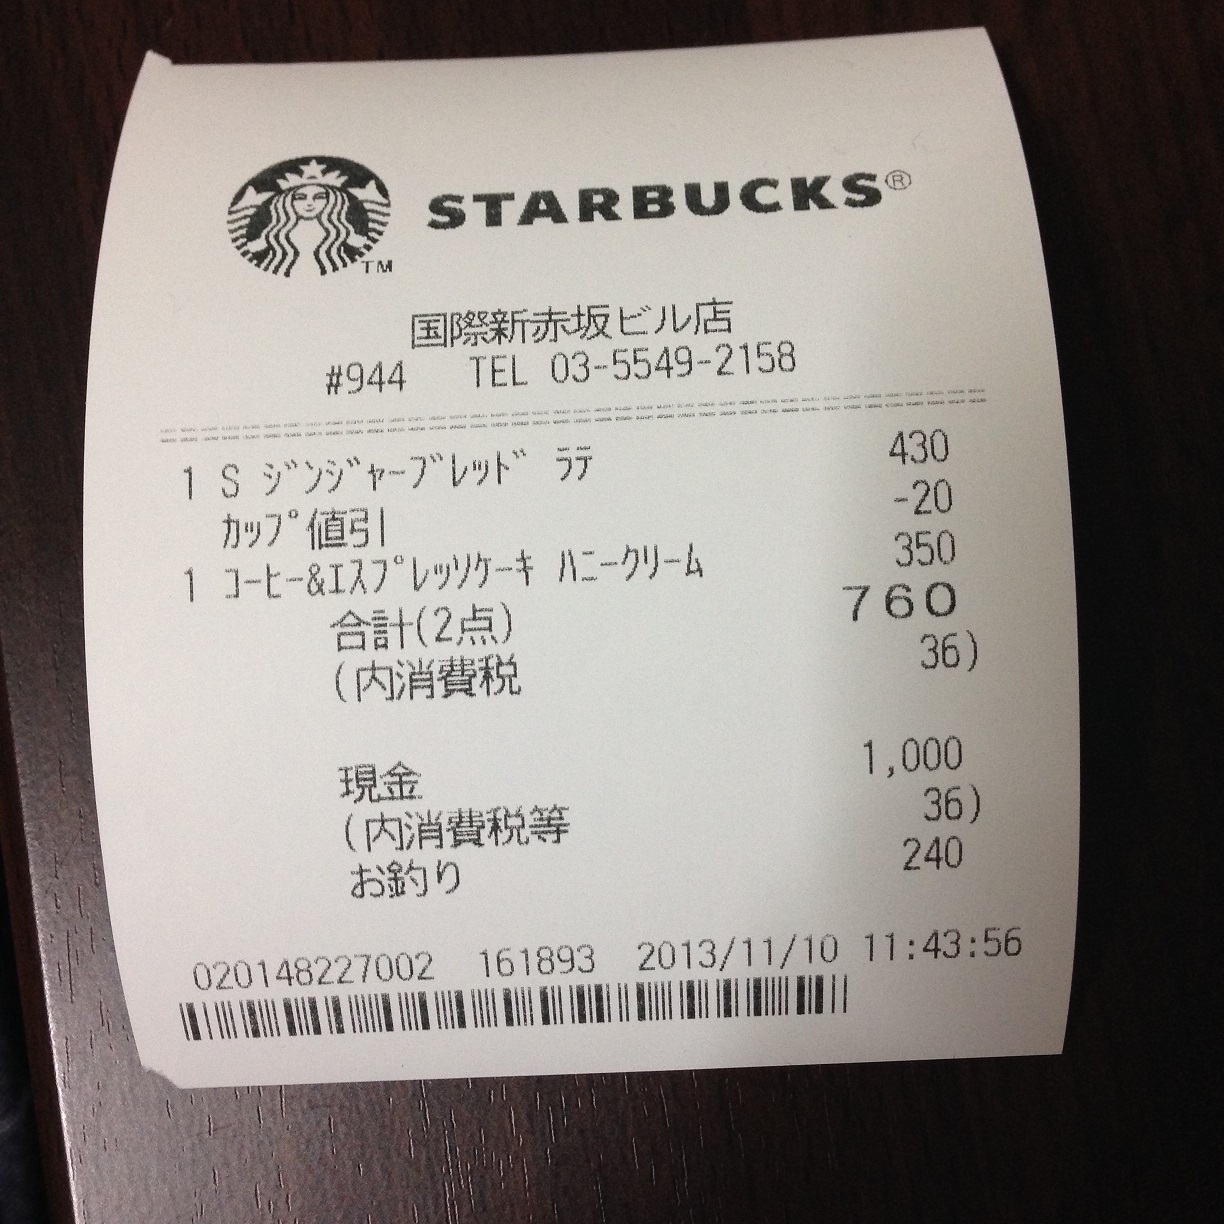 STARBUCKS®
TM
国際新赤坂ビル店
#944 TEL 03-5549-2158
1 S ｼﾞﾝｼﾞｬｰﾌﾞﾚｯﾄﾞ ﾗﾃ 430
ｶｯﾌﾟ値引 -20
1 ｺｰﾋｰ&ｴｽﾌﾟﾚｯｿｹｰｷ ﾊﾆｰｸﾘｰﾑ 350
合計(2点) 760
(内消費税 36)
現金 1,000
(内消費税等 36)
お釣り 240
020148227002 161893 2013/11/10 11:43:56